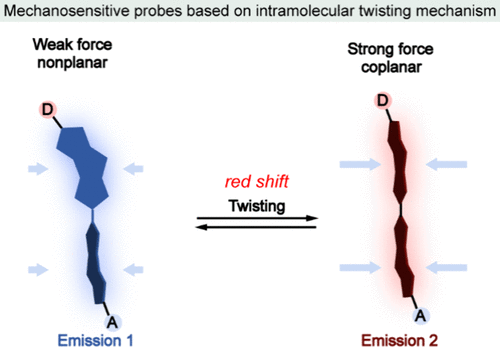 Mechanosensitive probes based on intramolecular twisting mechanism
Weak force
nonplanar
Strong force
coplanar
D
D
red shift
Twisting
A
A
Emission 1
Emission 2